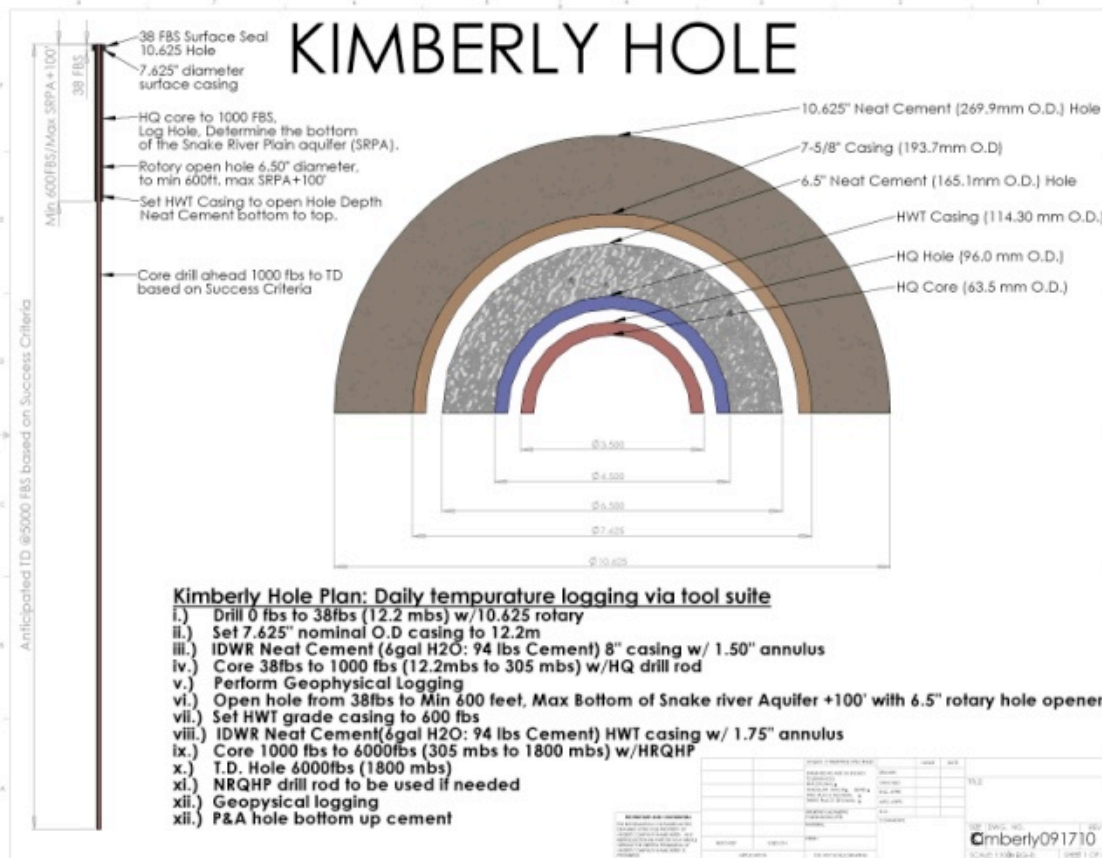 KIMBERLY HOLE
38 FBS Surface Seal
10.625 Hole
7.625" diameter
surface casing
HQ core to 1000 FBS,
Log Hole, Determine the bottom
of the Snake River Plain aquifer (SRPA).
Rotary open hole 6.50" diameter,
to min 600ft, max SRPA+100'
Set HWT Casing to open Hole Depth
Neat Cement bottom to top.
Core drill ahead 1000 fbs to TD
based on Success Criteria
Min 600FBS/Max SRPA+100'
38 FBS
Anticipated TD @5000 FBS based on Success Criteria
10.625" Neat Cement (269.9mm O.D.) Hole
7-5/8" Casing (193.7mm O.D)
6.5" Neat Cement (165.1mm O.D.) Hole
HWT Casing (114.30 mm O.D.)
HQ Hole (96.0 mm O.D.)
HQ Core (63.5 mm O.D.)
Ø3.500
Ø4.500
Ø6.500
Ø7.625
Ø10.625
Kimberly Hole Plan: Daily tempurature logging via tool suite
i.) Drill 0 fbs to 38fbs (12.2 mbs) w/10.625 rotary
ii.) Set 7.625" nominal O.D casing to 12.2m
iii.) IDWR Neat Cement (6gal H2O: 94 lbs Cement) 8" casing w/ 1.50" annulus
iv.) Core 38fbs to 1000 fbs (12.2mbs to 305 mbs) w/HQ drill rod
v.) Perform Geophysical Logging
vi.) Open hole from 38fbs to Min 600 feet, Max Bottom of Snake river Aquifer +100' with 6.5" rotary hole opener
vii.) Set HWT grade casing to 600 fbs
viii.) IDWR Neat Cement(6gal H2O: 94 lbs Cement) HWT casing w/ 1.75" annulus
ix.) Core 1000 fbs to 6000fbs (305 mbs to 1800 mbs) w/HRQHP
x.) T.D. Hole 6000fbs (1800 mbs)
xi.) NRQHP drill rod to be used if needed
xii.) Geopysical logging
xii.) P&A hole bottom up cement
TITLE:
SIZE DWG. NO. REV
Kimberly091710